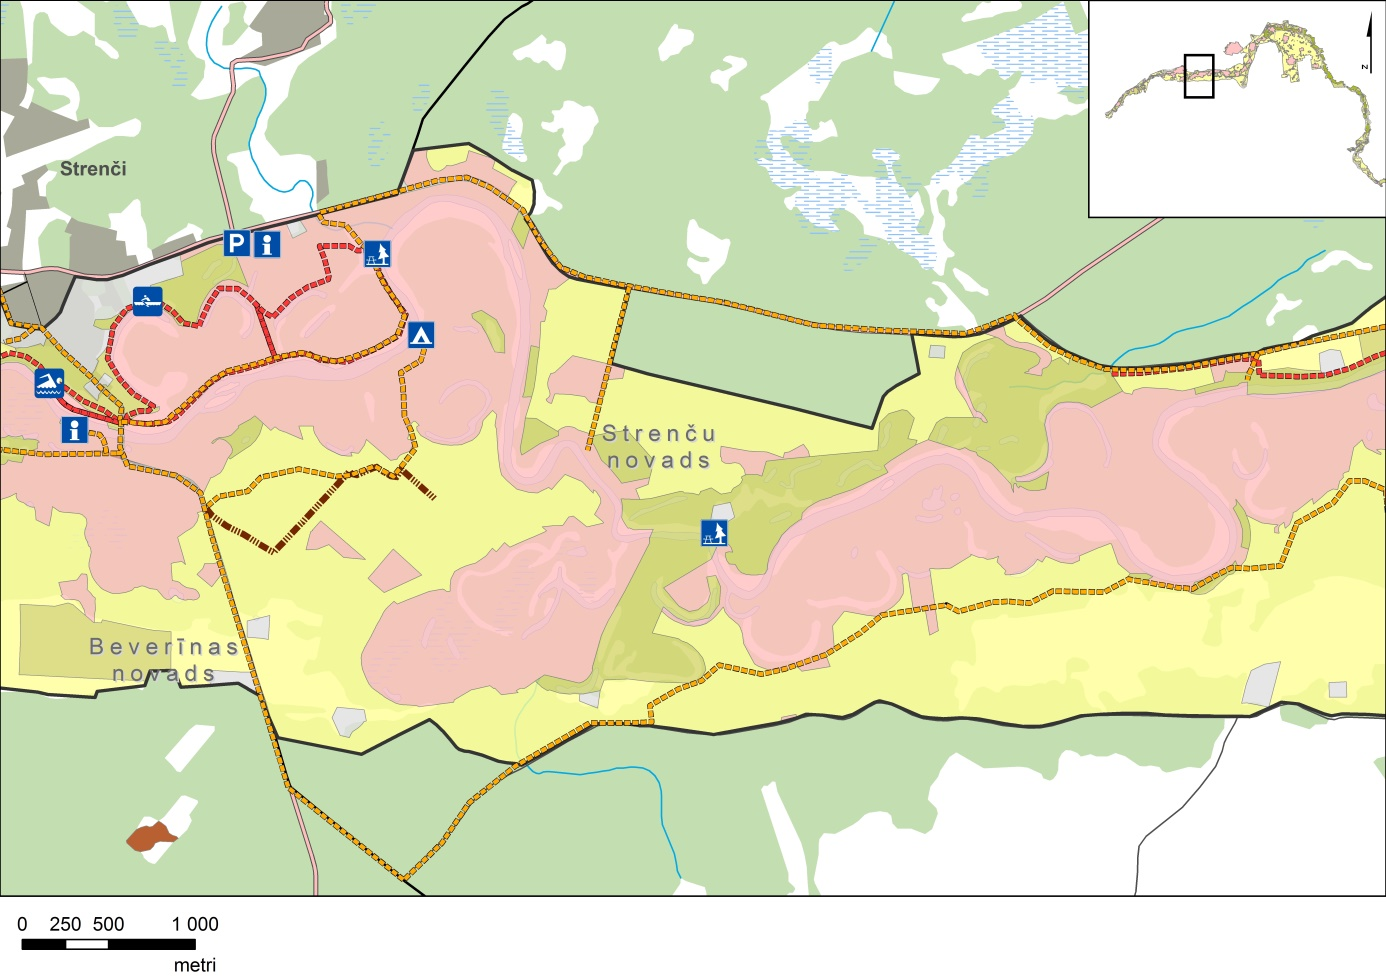 Z
Strenči
P i
i
Strenču
novads
Beverīnas
novads
0 250 500 1 000
metri